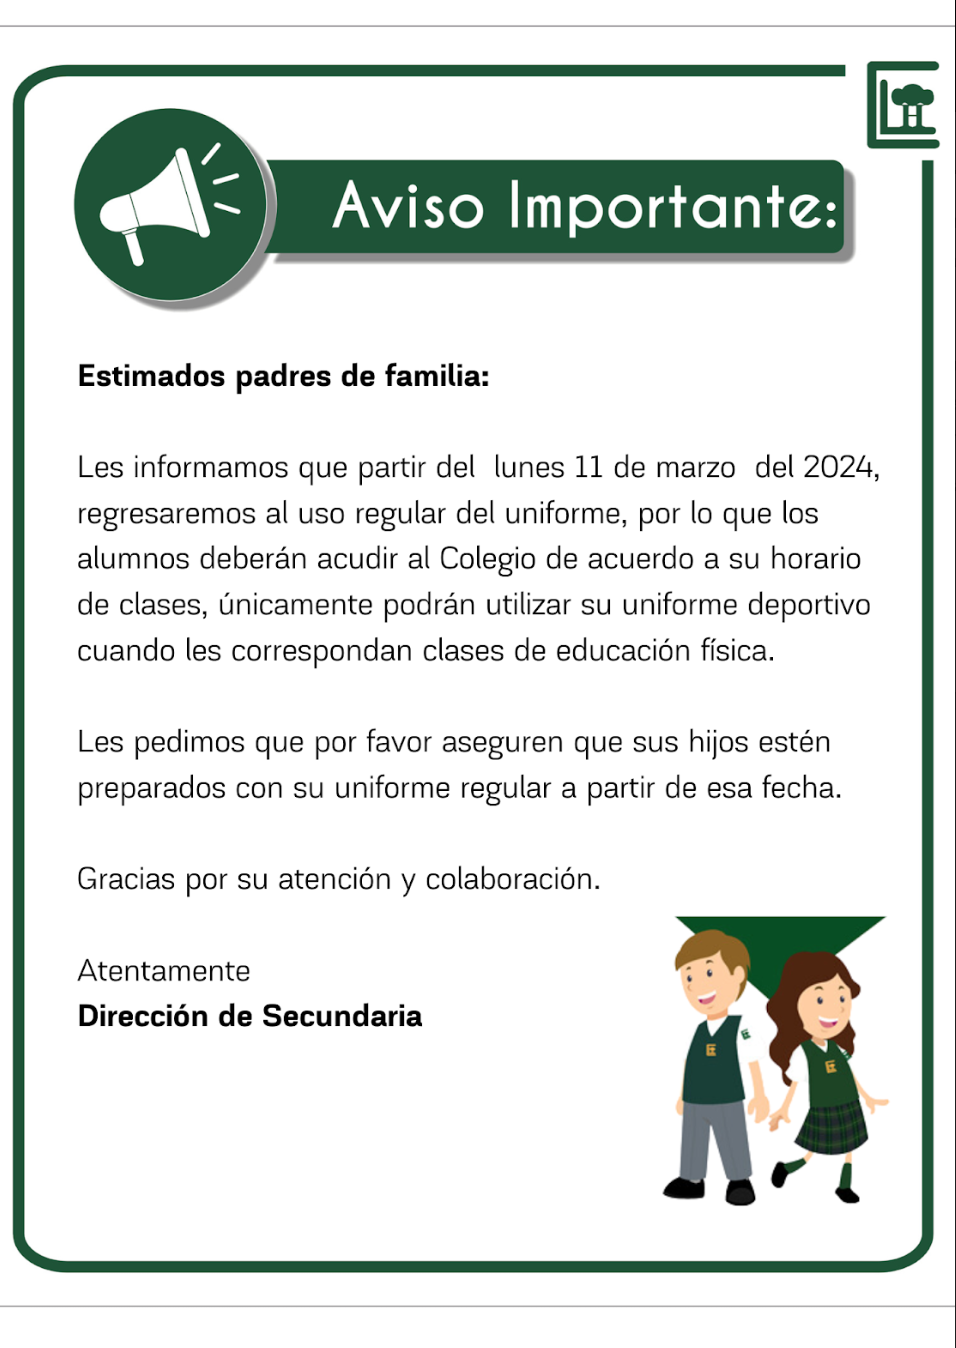 Aviso Importante:
Estimados padres de familia:
Les informamos que partir del lunes 11 de marzo del 2024,
regresaremos al uso regular del uniforme, por lo que los
alumnos deberán acudir al Colegio de acuerdo a su horario
de clases, únicamente podrán utilizar su uniforme deportivo
cuando les correspondan clases de educación física.
Les pedimos que por favor aseguren que sus hijos estén
preparados con su uniforme regular a partir de esa fecha.
Gracias por su atención y colaboración.
Atentamente
Dirección de Secundaria